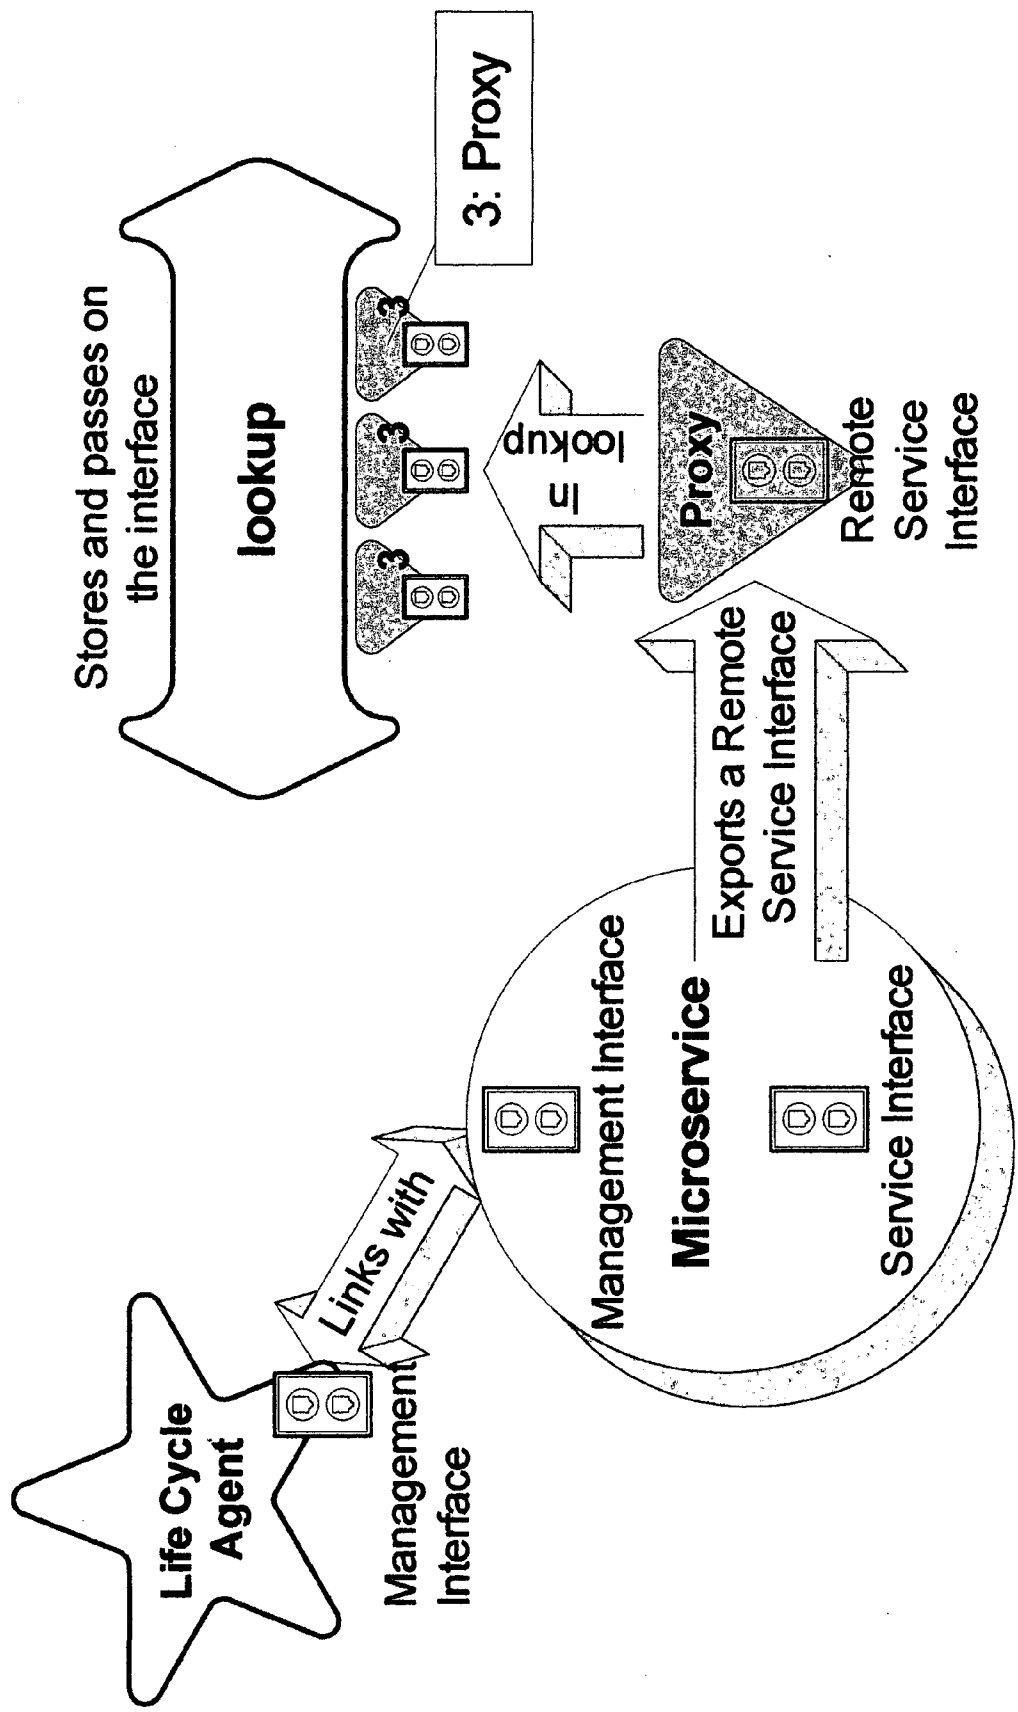 Life Cycle
Agent
Management
Interface
Links with
Management Interface
Microservice
Service Interface
Exports a Remote
Service Interface
Proxy
Remote
Service
Interface
In
lookup
Stores and passes on
the interface
lookup
3
3
3
3: Proxy